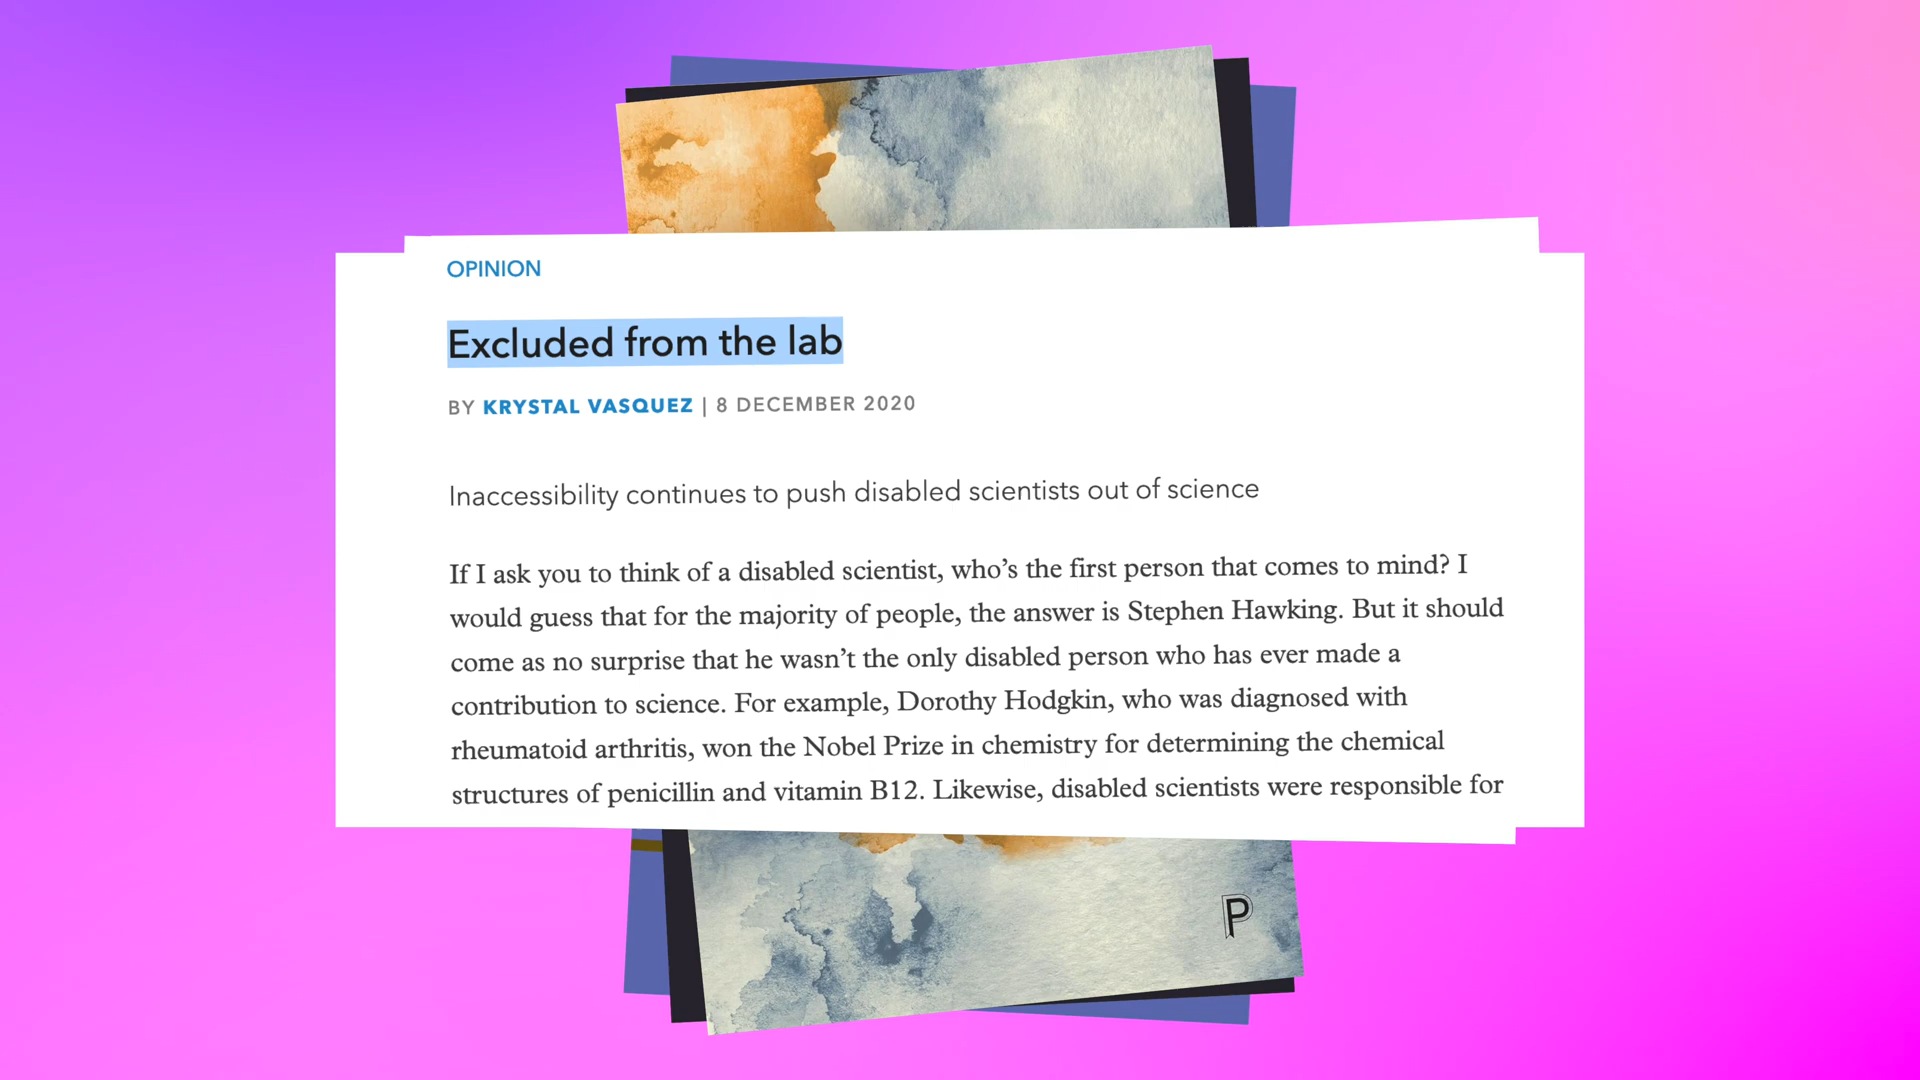 OPINION
Excluded from the lab
BY KRYSTAL VASQUEZ | 8 DECEMBER 2020
Inaccessibility continues to push disabled scientists out of science
If I ask you to think of a disabled scientist, who’s the first person that comes to mind? I
would guess that for the majority of people, the answer is Stephen Hawking. But it should
come as no surprise that he wasn’t the only disabled person who has ever made a
contribution to science. For example, Dorothy Hodgkin, who was diagnosed with
rheumatoid arthritis, won the Nobel Prize in chemistry for determining the chemical
structures of penicillin and vitamin B12. Likewise, disabled scientists were responsible for
P